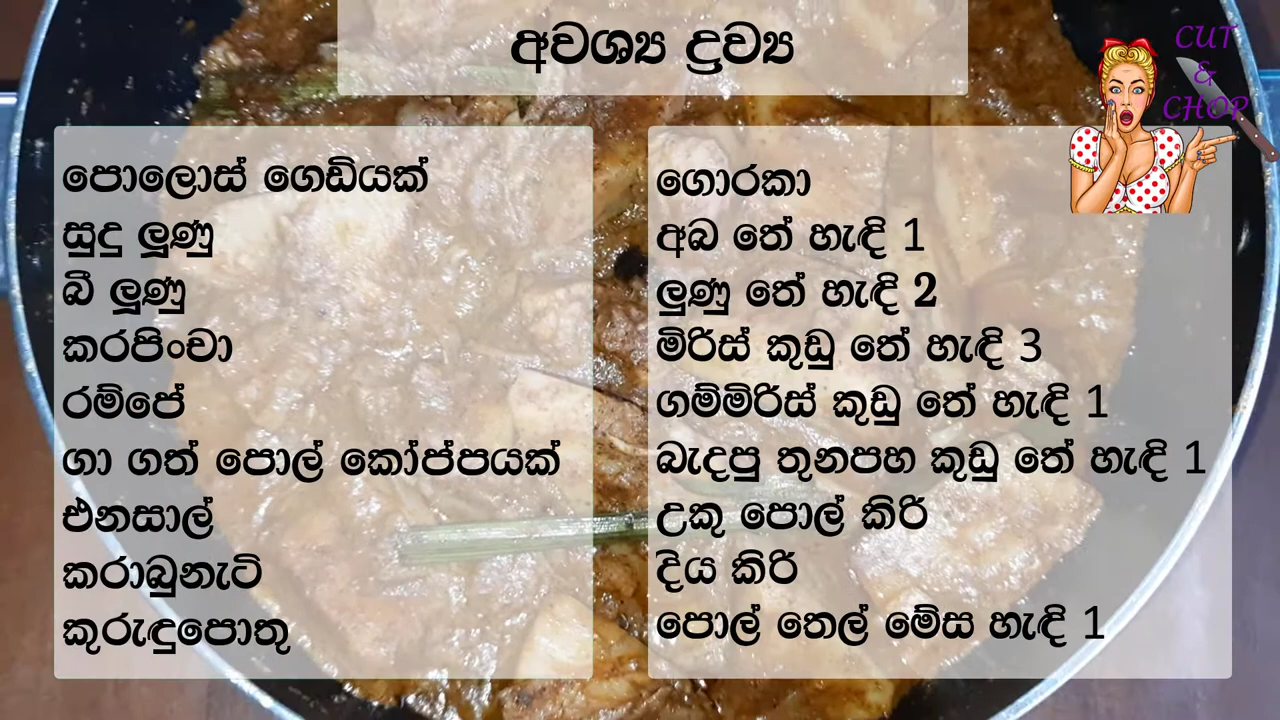 අවශ්‍ය ද්‍රව්‍ය
CUT
&
CHOP
පොලොස් ගෙඩියක්
සුදු ලූණු
බී ලූණු
කරපිංචා
රම්පේ
ගා ගත් පොල් කෝප්පයක්
එනසාල්
කරාබුනැටි
කුරුඳුපොතු
ගොරකා
අබ තේ හැඳි 1
ලුණු තේ හැඳි 2
මිරිස් කුඩු තේ හැඳි 3
ගම්මිරිස් කුඩු තේ හැඳි 1
බැදපු තුනපහ කුඩු තේ හැඳි 1
උකු පොල් කිරි
දිය කිරි
පොල් තෙල් මේස හැඳි 1